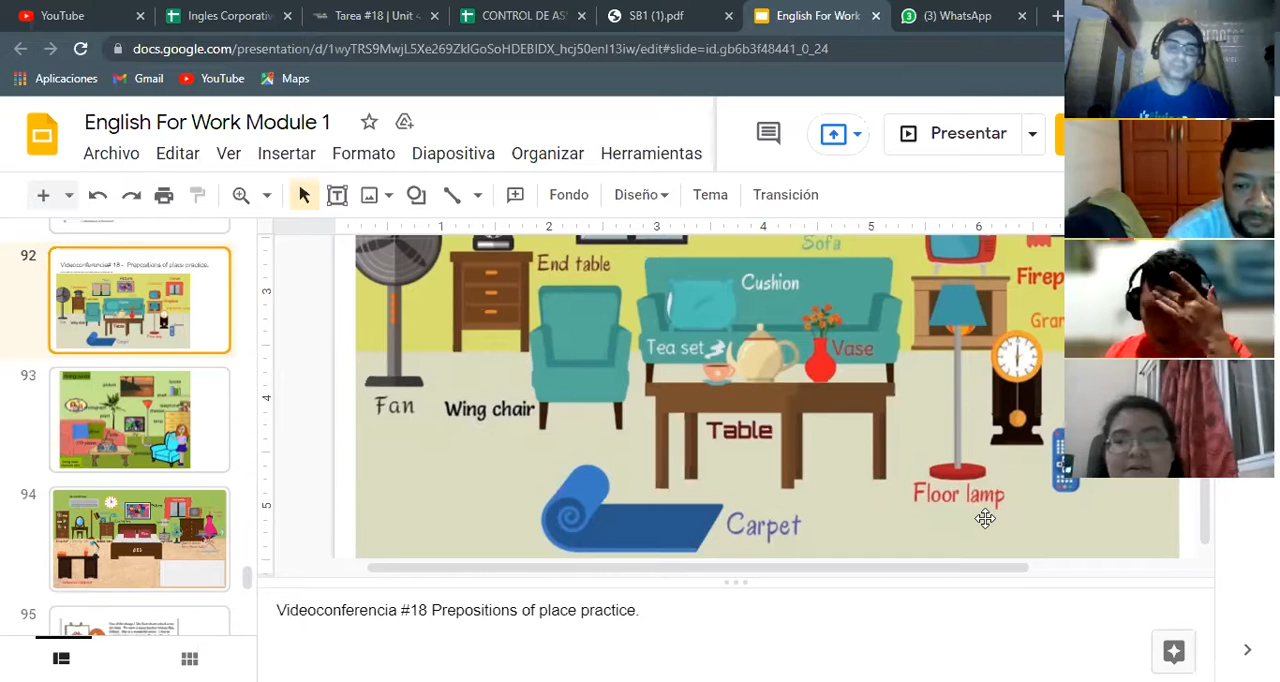 YouTube
Ingles Corporativ
Tarea #18 | Unit
CONTROL DE AS
SB1 (1).pdf
English For Work
(3) WhatsApp
docs.google.com/presentation/d/1wyTRS9MwjL5Xe269ZklGoSoHDEBIDX_hcj50enI13iw/edit#slide=id.gb6b3f48441_0_24
Aplicaciones
Gmail
YouTube
Maps
English For Work Module 1
Archivo
Editar
Ver
Insertar
Formato
Diapositiva
Organizar
Herramientas
Presentar
Fondo
Diseño
Tema
Transición
92
Videoconferencia# 18 - Prepositions of place practice.
93
94
95
1 2 3 4 5 6
3
4
5
Sofa
End table
Cushion
Firep
Gran
Tea set
Vase
Fan
Wing chair
Table
Floor lamp
Carpet
Videoconferencia #18 Prepositions of place practice.